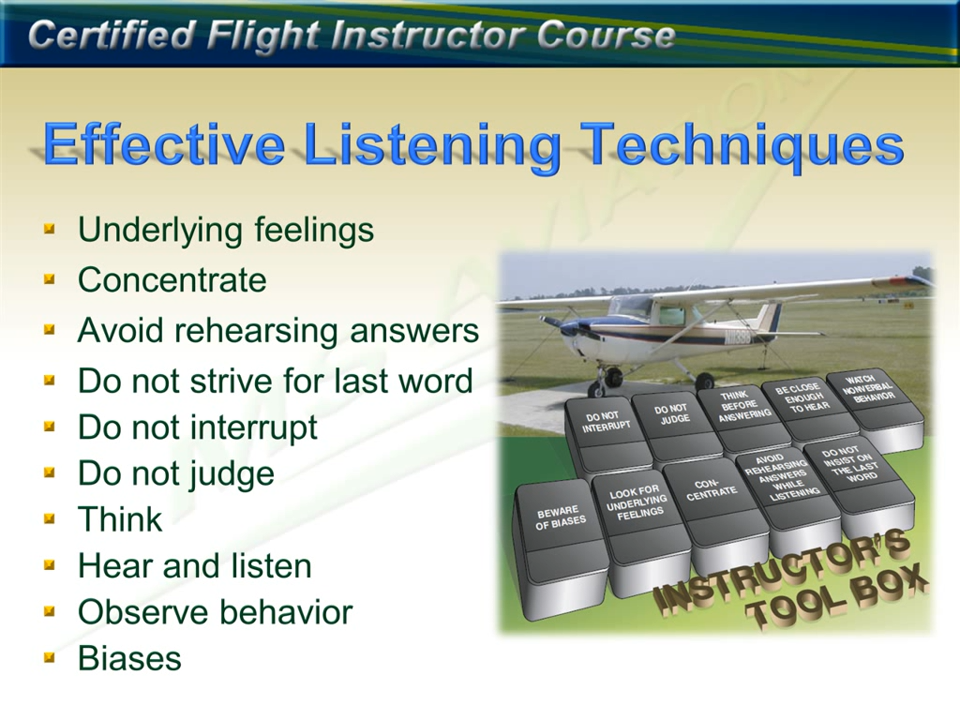 Certified Flight Instructor Course
Effective Listening Techniques
Underlying feelings
Concentrate
Avoid rehearsing answers
Do not strive for last word
Do not interrupt
Do not judge
Think
Hear and listen
Observe behavior
Biases
DO NOT
INTERRUPT
DO NOT
JUDGE
THINK
BEFORE
ANSWERING
BE CLOSE
ENOUGH
TO HEAR
WATCH
NONVERBAL
BEHAVIOR
BEWARE
OF BIASES
LOOK FOR
UNDERLYING
FEELINGS
CON-
CENTRATE
AVOID
REHEARSING
ANSWERS
WHILE
LISTENING
DO NOT
INSIST ON
THE LAST
WORD
INSTRUCTOR'S
TOOL BOX
AVIATION